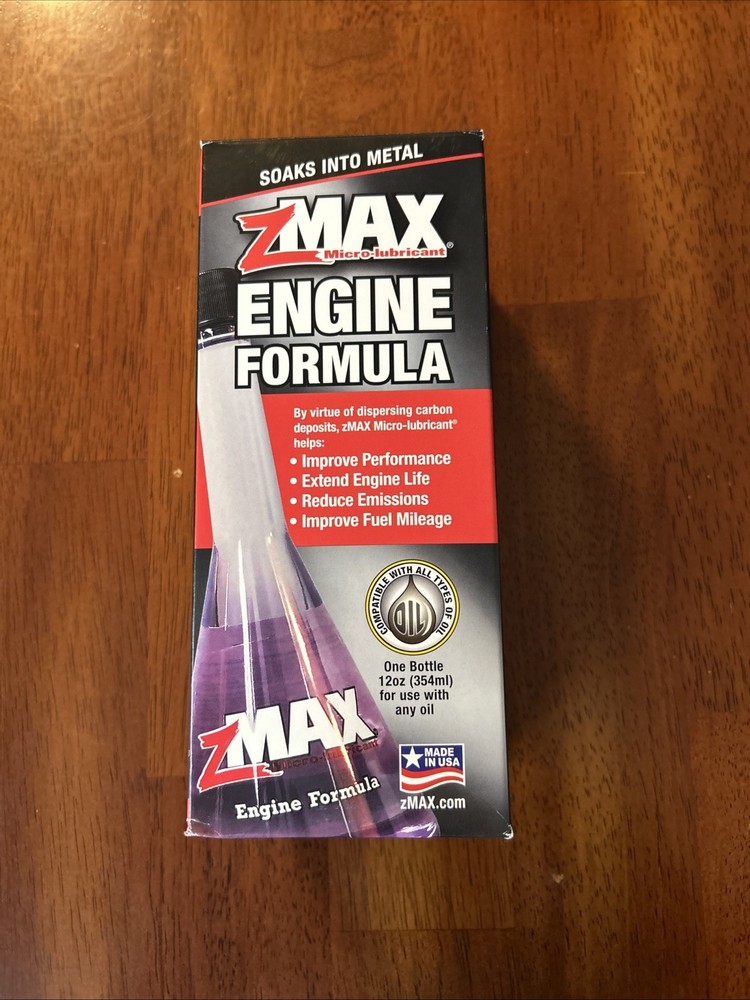 SOAKS INTO METAL
zMAX®
Micro-lubricant
ENGINE
FORMULA
By virtue of dispersing carbon
deposits, zMAX Micro-lubricant®
helps:
• Improve Performance
• Extend Engine Life
• Reduce Emissions
• Improve Fuel Mileage
COMPATIBLE WITH ALL TYPES OF OIL
OIL
One Bottle
12oz (354ml)
for use with
any oil
zMAX
Micro-lubricant
Engine Formula
MADE
IN USA
zMAX.com